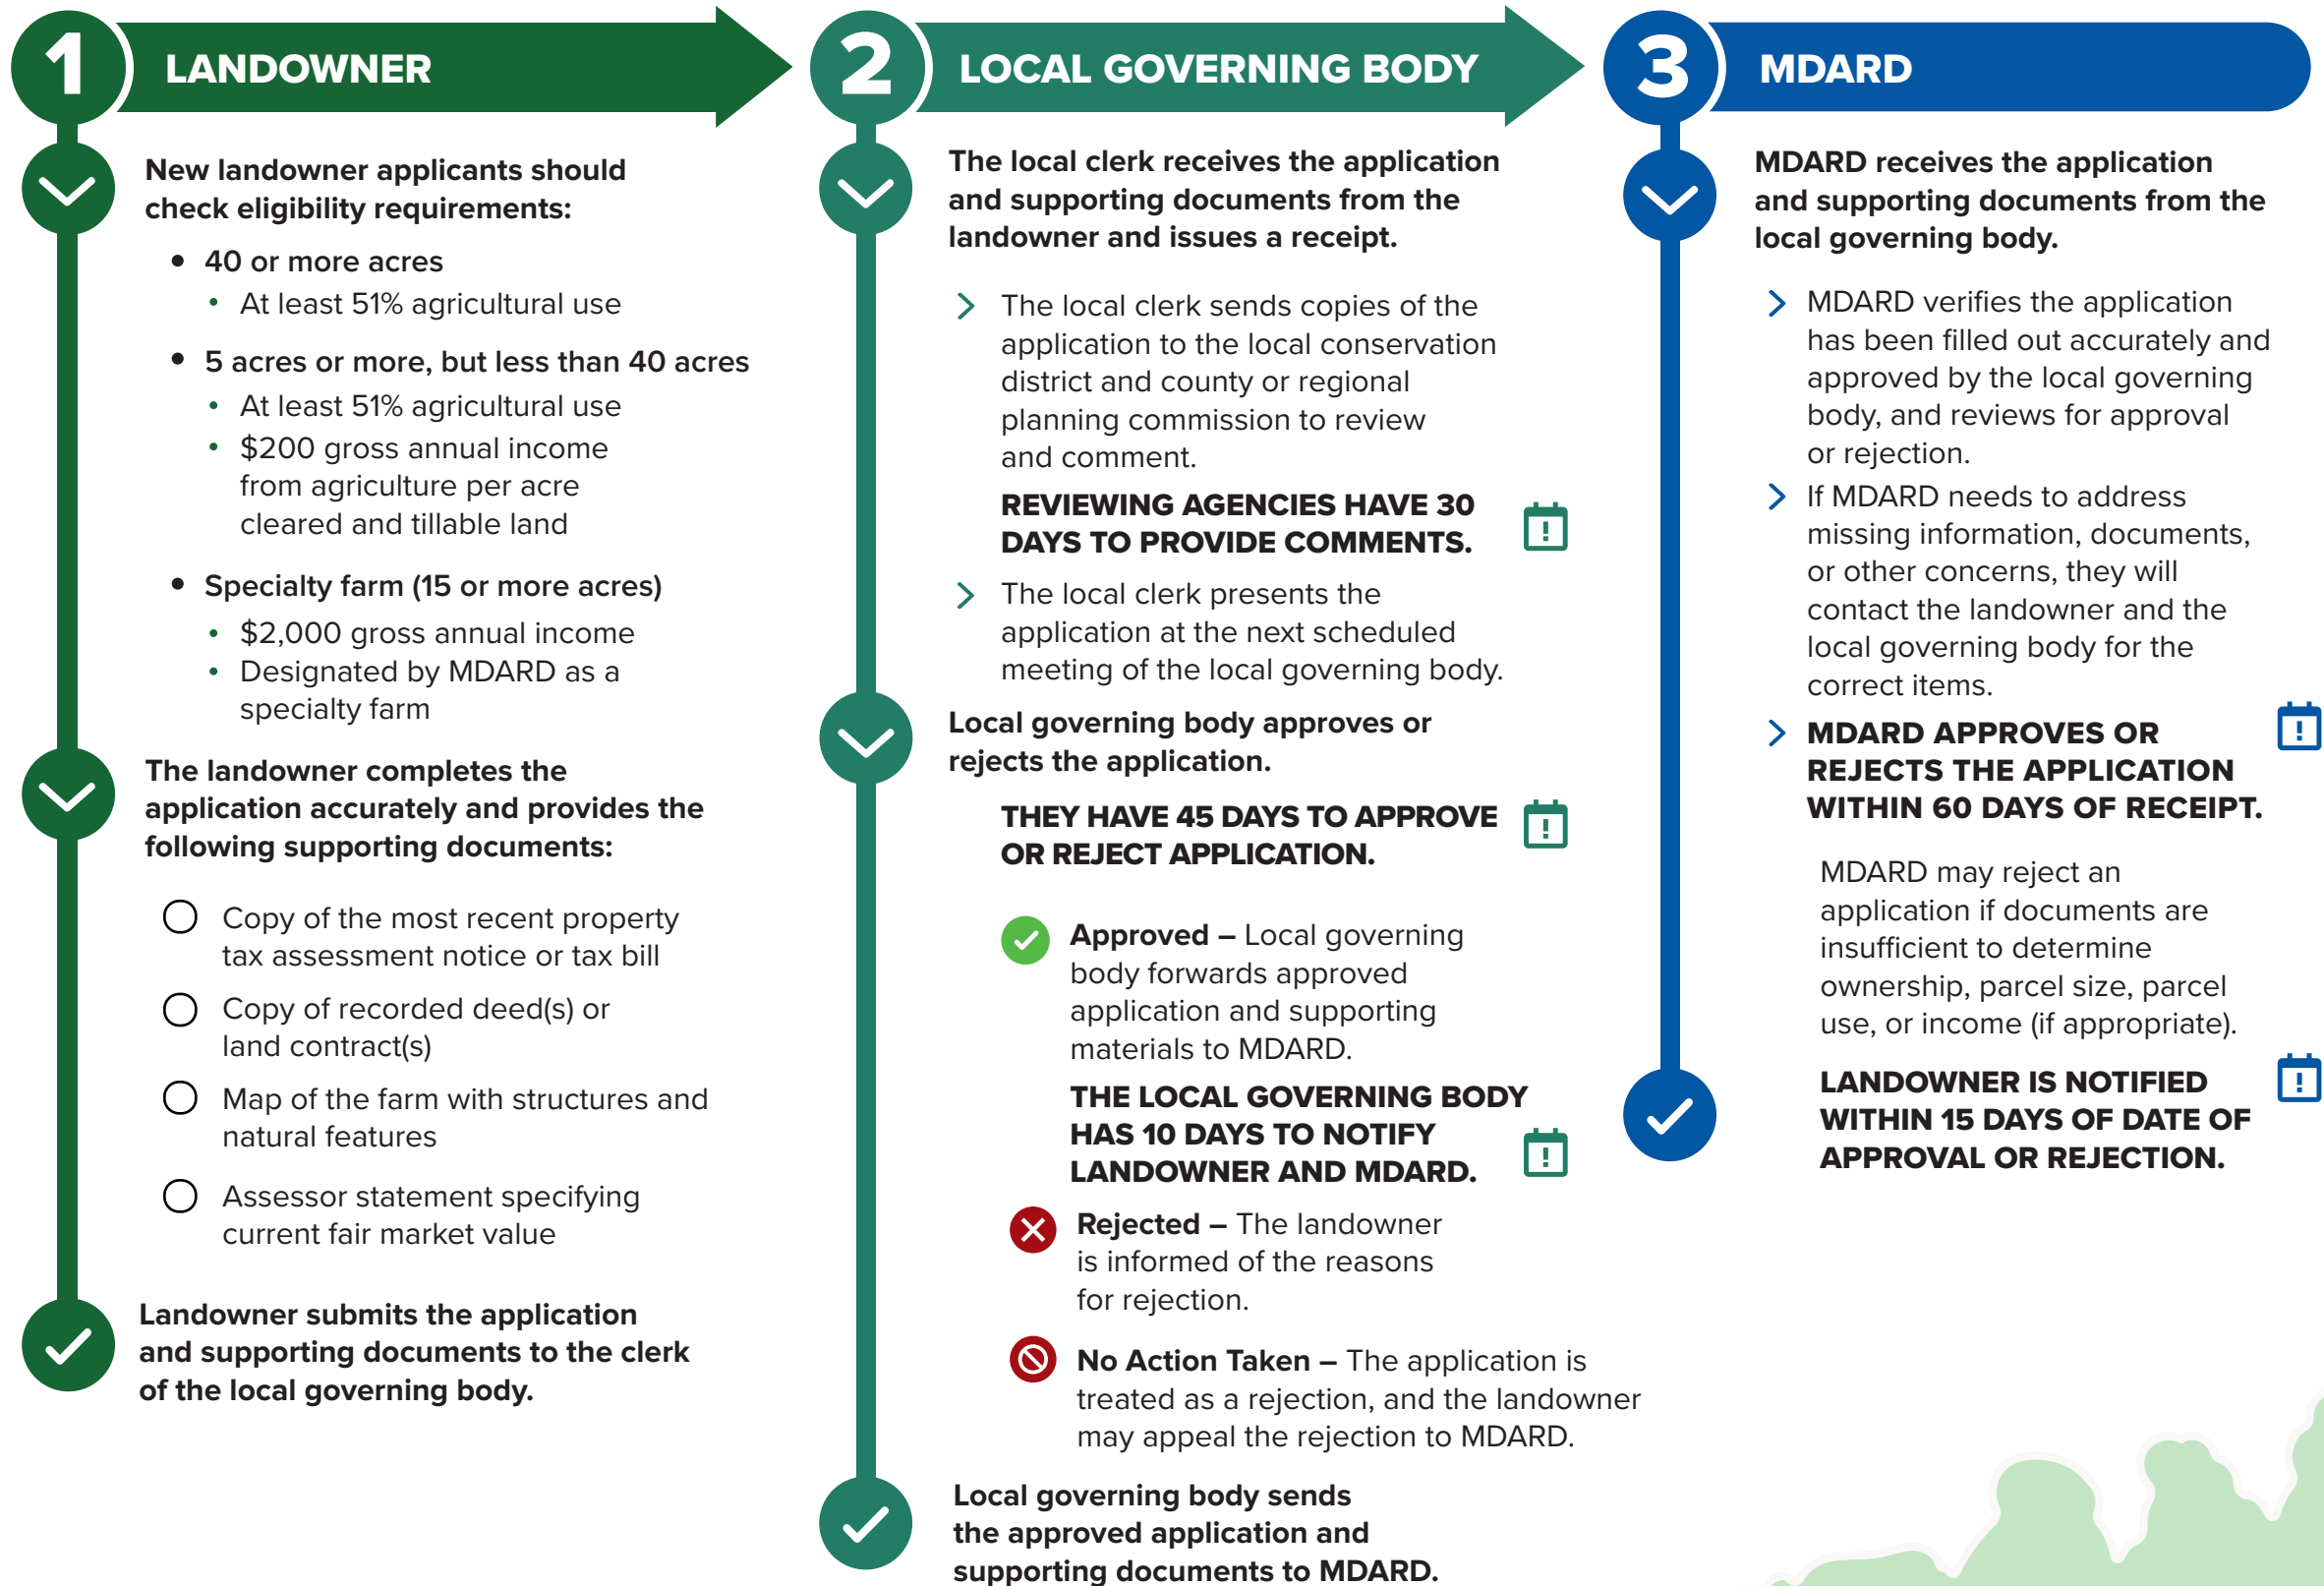 1
LANDOWNER
New landowner applicants should
check eligibility requirements:
• 40 or more acres
• At least 51% agricultural use
• 5 acres or more, but less than 40 acres
• At least 51% agricultural use
• $200 gross annual income
from agriculture per acre
cleared and tillable land
• Specialty farm (15 or more acres)
• $2,000 gross annual income
• Designated by MDARD as a
specialty farm
The landowner completes the
application accurately and provides the
following supporting documents:
Copy of the most recent property
tax assessment notice or tax bill
Copy of recorded deed(s) or
land contract(s)
Map of the farm with structures and
natural features
Assessor statement specifying
current fair market value
Landowner submits the application
and supporting documents to the clerk
of the local governing body.
2
LOCAL GOVERNING BODY
The local clerk receives the application
and supporting documents from the
landowner and issues a receipt.
The local clerk sends copies of the
application to the local conservation
district and county or regional
planning commission to review
and comment.
REVIEWING AGENCIES HAVE 30
DAYS TO PROVIDE COMMENTS.
The local clerk presents the
application at the next scheduled
meeting of the local governing body.
Local governing body approves or
rejects the application.
THEY HAVE 45 DAYS TO APPROVE
OR REJECT APPLICATION.
Approved – Local governing
body forwards approved
application and supporting
materials to MDARD.
THE LOCAL GOVERNING BODY
HAS 10 DAYS TO NOTIFY
LANDOWNER AND MDARD.
Rejected – The landowner
is informed of the reasons
for rejection.
No Action Taken – The application is
treated as a rejection, and the landowner
may appeal the rejection to MDARD.
Local governing body sends
the approved application and
supporting documents to MDARD.
3
MDARD
MDARD receives the application
and supporting documents from the
local governing body.
MDARD verifies the application
has been filled out accurately and
approved by the local governing
body, and reviews for approval
or rejection.
If MDARD needs to address
missing information, documents,
or other concerns, they will
contact the landowner and the
local governing body for the
correct items.
MDARD APPROVES OR
REJECTS THE APPLICATION
WITHIN 60 DAYS OF RECEIPT.
MDARD may reject an
application if documents are
insufficient to determine
ownership, parcel size, parcel
use, or income (if appropriate).
LANDOWNER IS NOTIFIED
WITHIN 15 DAYS OF DATE OF
APPROVAL OR REJECTION.